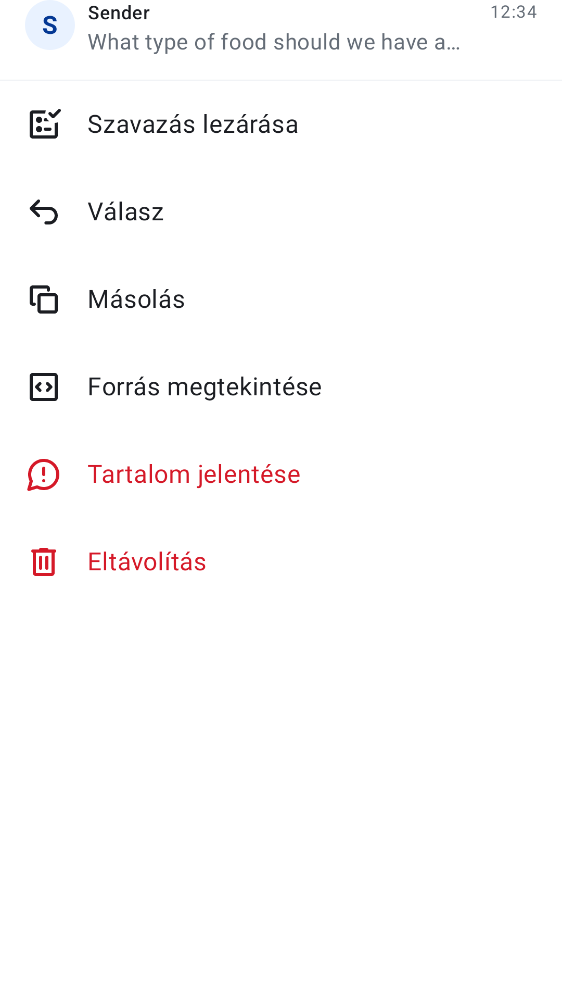 S
Sender
12:34
What type of food should we have a…
Szavazás lezárása
Válasz
Másolás
Forrás megtekintése
Tartalom jelentése
Eltávolítás